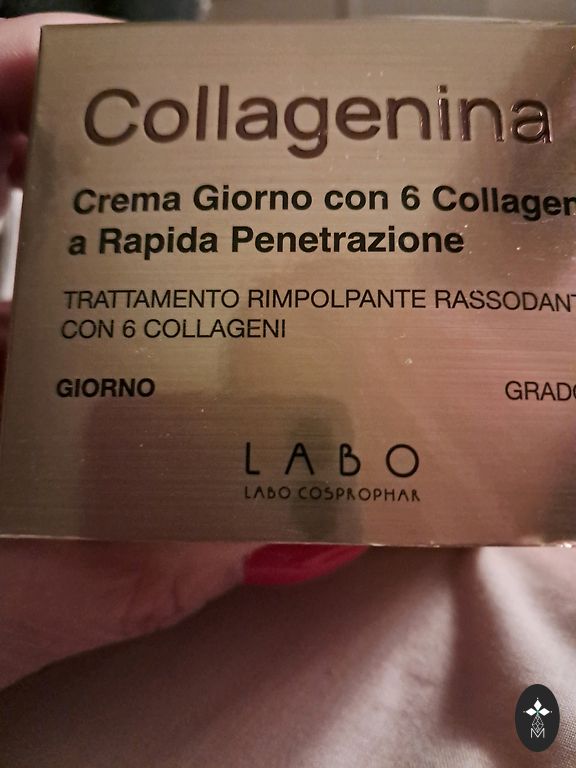 Collagenina
Crema Giorno con 6 Collagen
a Rapida Penetrazione
TRATTAMENTO RIMPOLPANTE RASSODANT
CON 6 COLLAGENI
GIORNO
GRADO
LABO
LABO COSPROPHAR
M